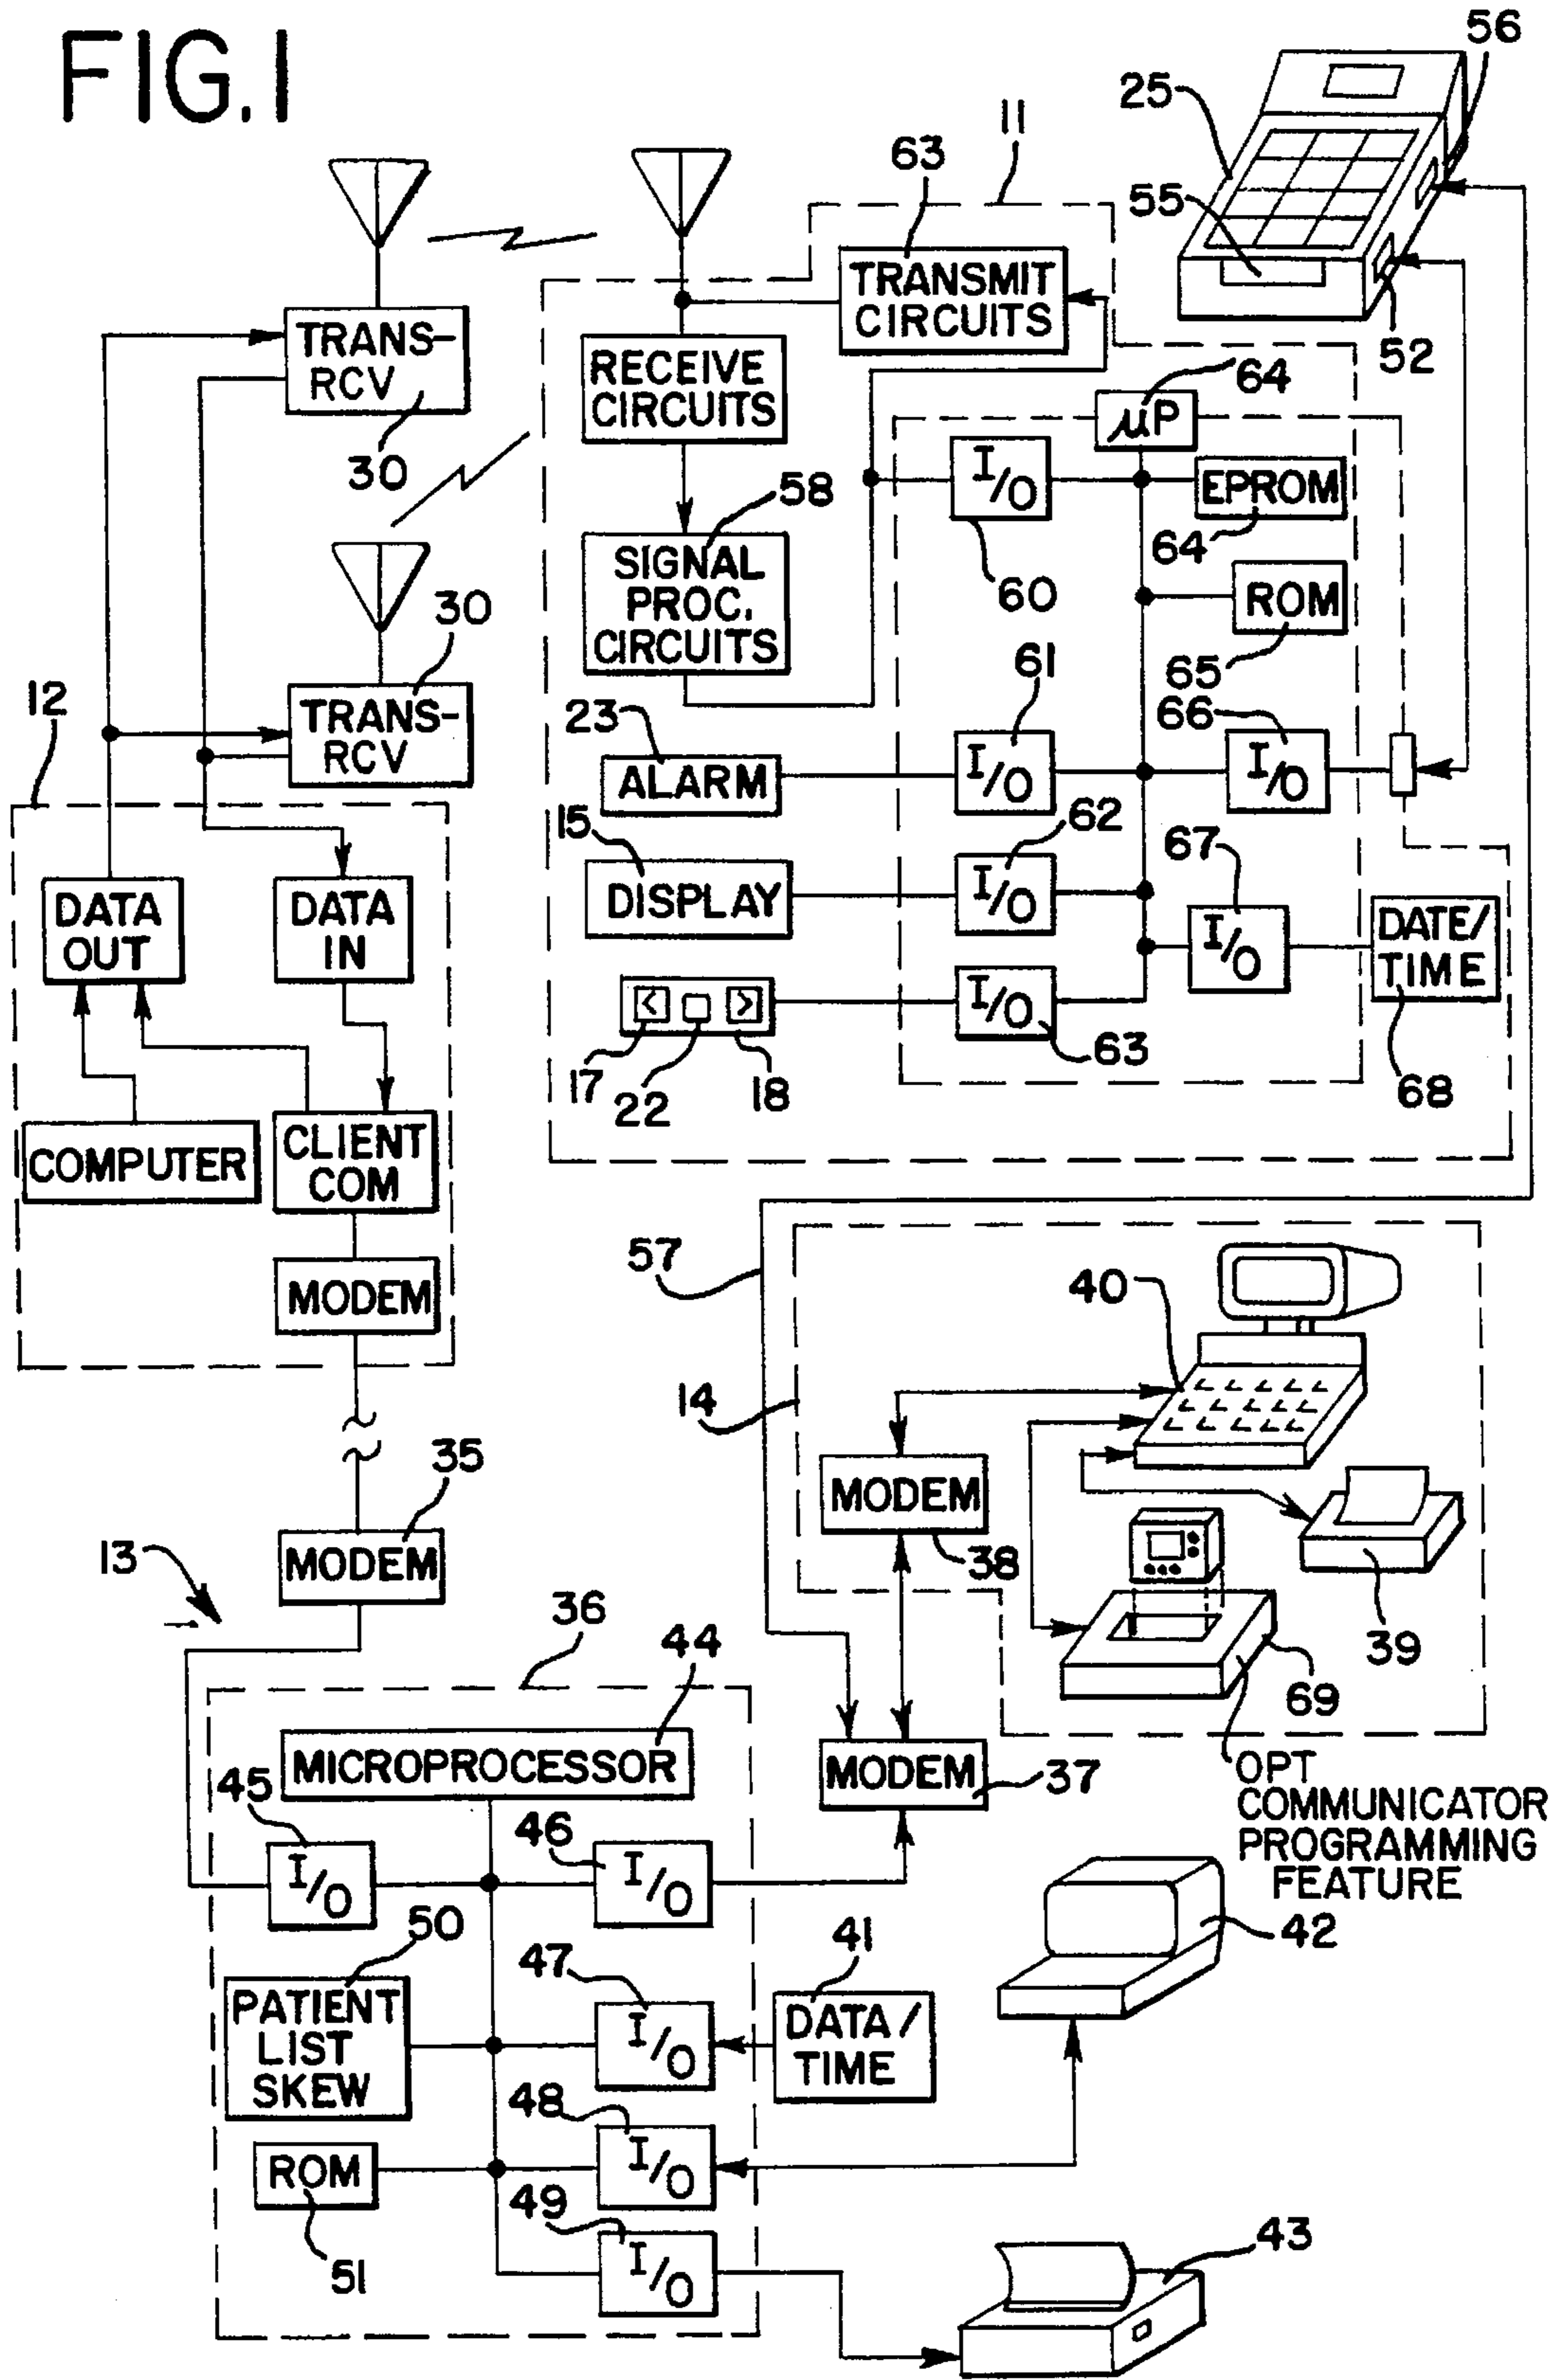 FIG. 1
56
25
11
63
55
TRANSMIT
CIRCUITS
52
TRANS-
RCV
30
RECEIVE
CIRCUITS
64
µP
I/O
60
EPROM
64
58
SIGNAL
PROC.
CIRCUITS
ROM
65
30
TRANS-
RCV
12
23
ALARM
61
I/O
66
I/O
15
DISPLAY
62
I/O
67
I/O
DATE/
TIME
68
DATA
OUT
DATA
IN
< >
17
22
18
I/O
63
COMPUTER
CLIENT
COM
MODEM
57
40
14
MODEM
38
39
69
OPT
COMMUNICATOR
PROGRAMMING
FEATURE
35
MODEM
13
36
44
MICROPROCESSOR
MODEM
37
45
I/O
46
I/O
50
PATIENT
LIST
SKEW
47
I/O
41
DATA/
TIME
42
48
I/O
ROM
51
49
I/O
43